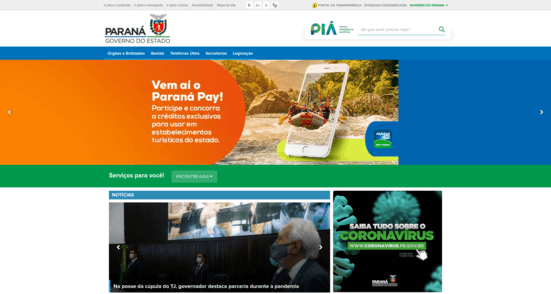 Ir para o conteúdo Ir para a navegação Ir para a busca Acessibilidade Mapa do site A+ A PORTAL DA TRANSPARÊNCIA GOVERNO DO PARANÁ
PARANÁ
GOVERNO DO ESTADO
PIÁ
De que você precisa hoje?
Órgãos e Entidades Gestão Telefones Úteis Secretarias Legislação
Vem aí o
Paraná Pay!
Participe e concorra
a créditos exclusivos
para usar em
estabelecimentos
turísticos do estado.
Serviços para você!
ENCONTRE AQUI
NOTÍCIAS
Na posse da cúpula do TJ, governador destaca parceria durante a pandemia
SAIBA TUDO SOBRE O
CORONAVÍRUS
WWW.CORONAVIRUS.PR.GOV.BR
PARANÁ
GOVERNO DO ESTADO